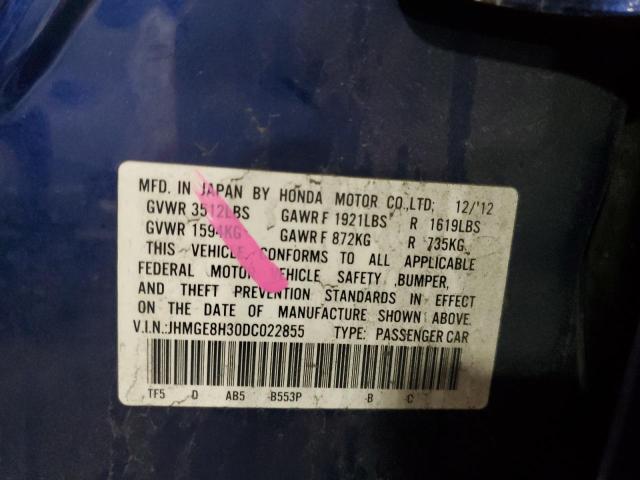 MFD. IN JAPAN BY HONDA MOTOR CO.,LTD; 12/'12
GVWR 3512LBS GAWR F 1921LBS R 1619LBS
GVWR 1594KG GAWR F 872KG R 735KG
THIS VEHICLE CONFORMS TO ALL APPLICABLE
FEDERAL MOTOR VEHICLE SAFETY ,BUMPER,
AND THEFT PREVENTION STANDARDS IN EFFECT
ON THE DATE OF MANUFACTURE SHOWN ABOVE.
V.I.N.:JHMGE8H30DC022855 TYPE: PASSENGER CAR
TF5 D AB5 -B553P -B C